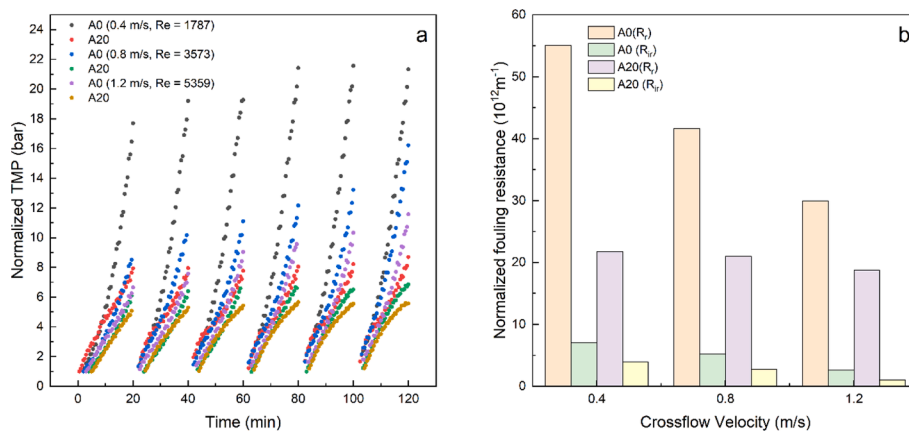 a
A0 (0.4 m/s, Re = 1787)
A20
A0 (0.8 m/s, Re = 3573)
A20
A0 (1.2 m/s, Re = 5359)
A20
Normalized TMP (bar)
24
22
20
18
16
14
12
10
8
6
4
2
0
0 20 40 60 80 100 120
Time (min)
b
A0(Rr)
A0 (Rir)
A20(Rr)
A20 (Rir)
Normalized fouling resistance (10¹²m⁻¹)
60
50
40
30
20
10
0
0.4 0.8 1.2
Crossflow Velocity (m/s)